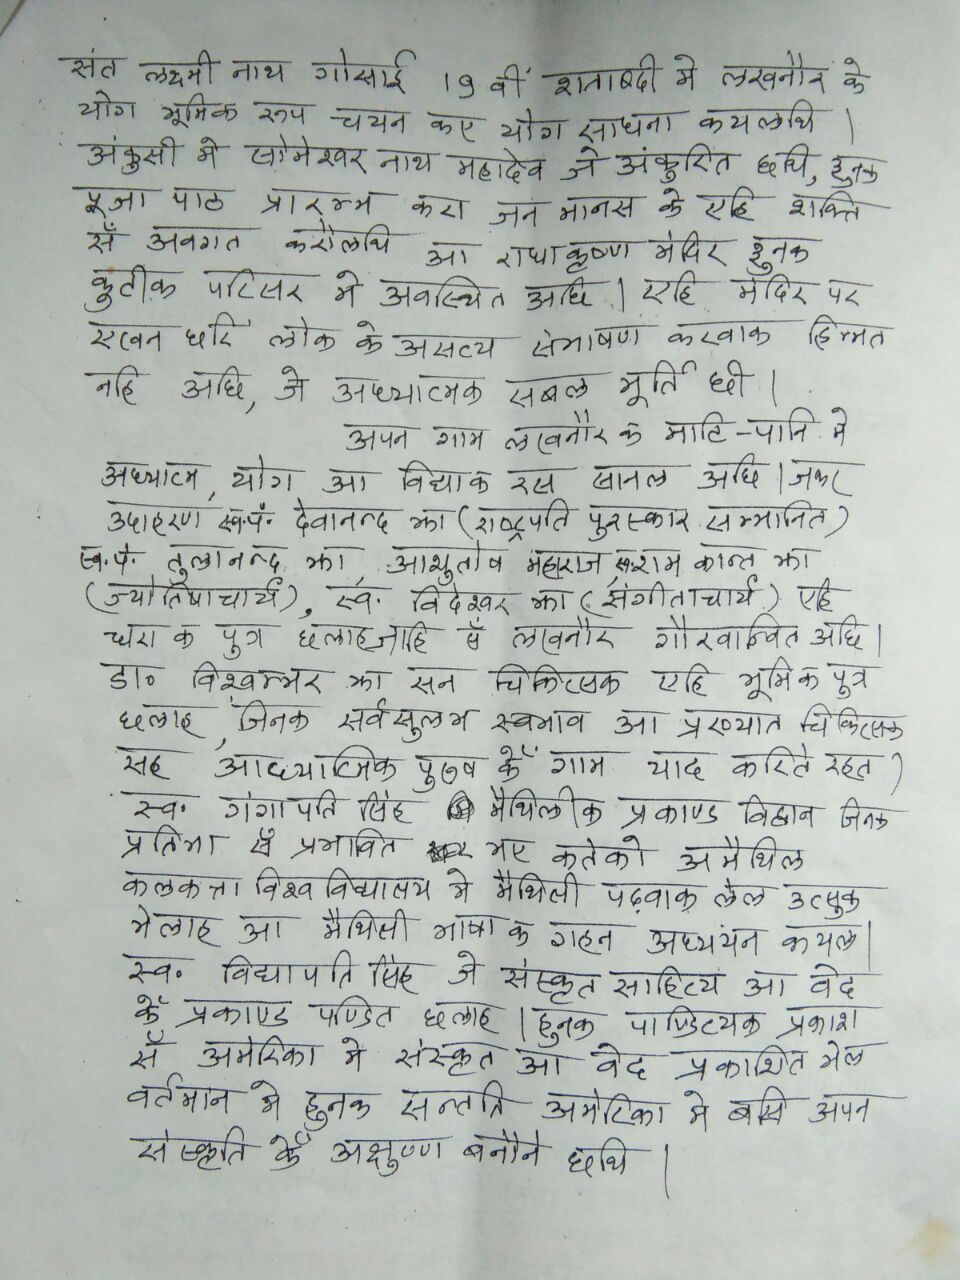 संत लक्ष्मी नाथ गोसाई 19 वीं शताब्दी मे लखनौर के
योग भूमिक रूप चयन कए योग साधना कयलथि |
अंकुसी मे सोमेश्वर नाथ महादेव जे अंकुरित छथि, हुनक
पूजा पाठ प्रारम्भ करा जन मानस के एहि शक्ति
सँ अवगत करौलथि आ राधाकृष्ण मंदिर हुनक
कुटीक परिसर मे अवस्थित अछि | एहि मंदिर पर
एखन धरि लोक के असत्य संभाषण करवाक हिम्मत
नहि अछि, जे अध्यात्मक सबल मूर्ति छी |
अपन गाम लखनौर क माटि-पानि मे
अध्यात्म, योग आ विद्याक रस सानल अछि | जकर
उदाहरण स्व.पं. देवानन्द झा (राष्ट्रपति पुरस्कार सम्मानित)
स्व.पं. तुलानन्द झा आशुतोष महाराज, स्व. राम कान्त झा
(ज्योतिषाचार्य), स्व. विदेश्वर झा (संगीताचार्य) एहि
धरा क पुत्र छलाह जाहि सँ लखनौर गौरवान्वित अछि |
डा० विश्वम्भर झा सन चिकित्सक एहि भूमिक पुत्र
छलाह, जिनक सर्वसुलभ स्वभाव आ प्रख्यात चिकित्सक
सह आध्यात्मिक पुरुष कें गाम याद करिते रहत |
स्व. गंगापति सिंह मैथिलीक प्रकाण्ड विद्वान जिनक
प्रतिभा सँ प्रभावित भए कतेको अमैथिल
कलकत्ता विश्वविद्यालय मे मैथिली पढ़वाक लेल उत्सुक
भेलाह आ मैथिली भाषा क गहन अध्ययन कयल |
स्व. विद्यापति सिंह जे संस्कृत साहित्य आ वेद
कें प्रकाण्ड पण्डित छलाह | हुनक पाण्डित्यक प्रकाश
सँ अमेरिका मे संस्कृत आ वेद प्रकाशित भेल
वर्तमान मे हुनक सन्तति अमेरिका मे बसि अपन
संस्कृति कें अक्षुण्ण बनौने छथि |